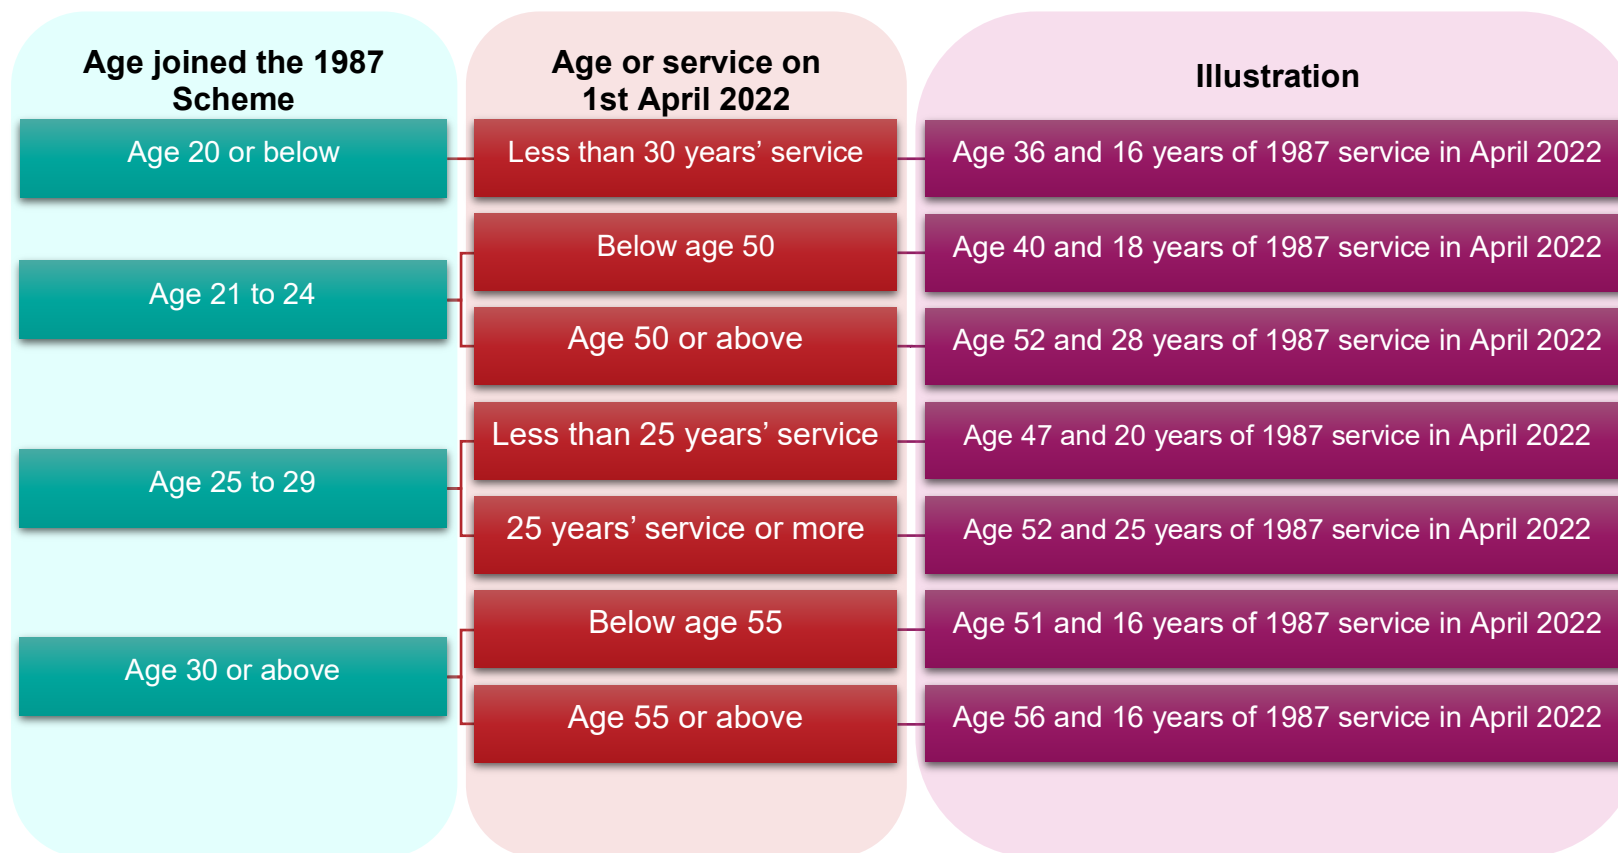 Age joined the 1987
Scheme
Age or service on
1st April 2022
Illustration
Age 20 or below
Less than 30 years’ service
Age 36 and 16 years of 1987 service in April 2022
Age 21 to 24
Below age 50
Age 40 and 18 years of 1987 service in April 2022
Age 50 or above
Age 52 and 28 years of 1987 service in April 2022
Age 25 to 29
Less than 25 years’ service
Age 47 and 20 years of 1987 service in April 2022
25 years’ service or more
Age 52 and 25 years of 1987 service in April 2022
Age 30 or above
Below age 55
Age 51 and 16 years of 1987 service in April 2022
Age 55 or above
Age 56 and 16 years of 1987 service in April 2022